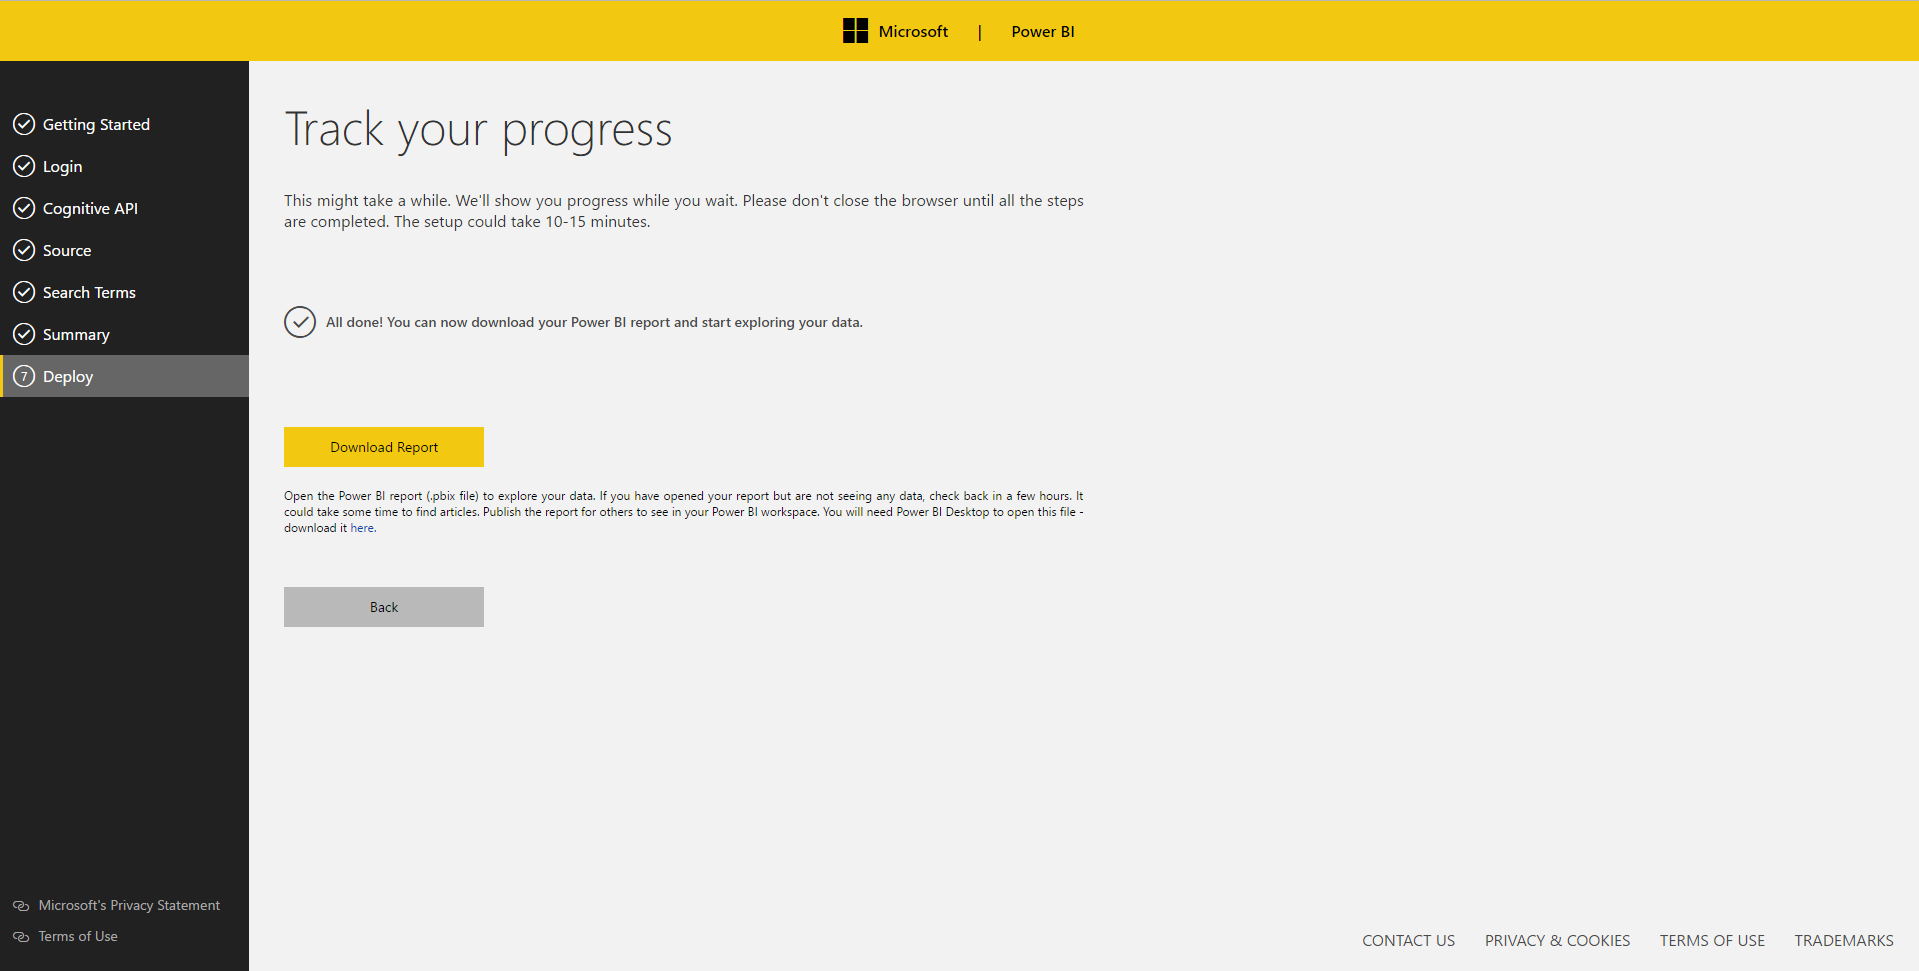 Microsoft | Power BI
Getting Started
Login
Cognitive API
Source
Search Terms
Summary
7 Deploy
Microsoft's Privacy Statement
Terms of Use
Track your progress
This might take a while. We'll show you progress while you wait. Please don't close the browser until all the steps
are completed. The setup could take 10-15 minutes.
All done! You can now download your Power BI report and start exploring your data.
Download Report
Open the Power BI report (.pbix file) to explore your data. If you have opened your report but are not seeing any data, check back in a few hours. It
could take some time to find articles. Publish the report for others to see in your Power BI workspace. You will need Power BI Desktop to open this file -
download it here.
Back
CONTACT US PRIVACY & COOKIES TERMS OF USE TRADEMARKS